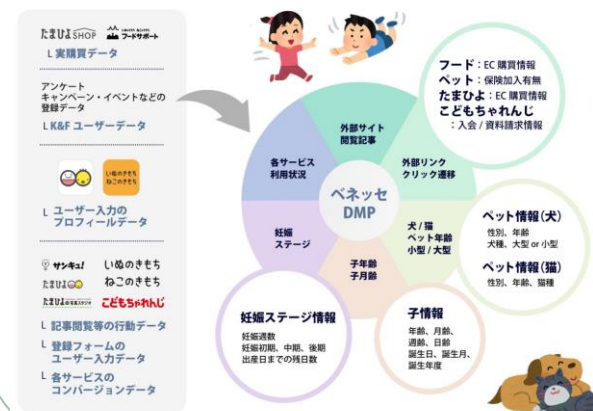 たまひよSHOP フードサポート
L 実購買データ
アンケート
キャンペーン・イベントなどの
登録データ
L K&F ユーザーデータ
いぬのきもち
ねこのきもち
L ユーザー入力の
プロフィールデータ
サンキュ! いぬのきもち
たまひよ ねこのきもち
たまひよの写真スタジオ こどもちゃれんじ
L 記事閲覧等の行動データ
L 登録フォームの
ユーザー入力データ
L 各サービスの
コンバージョンデータ
外部サイト
閲覧記事
各サービス
利用状況
外部リンク
クリック遷移
ベネッセ
DMP
妊娠
ステージ
犬 / 猫
ペット年齢
小型 / 大型
子年齢
子月齢
フード:EC 購買情報
ペット:保険加入有無
たまひよ:EC 購買情報
こどもちゃれんじ
:入会 / 資料請求情報
ペット情報(犬)
性別、年齢
犬種、大型 or 小型
ペット情報(猫)
性別、年齢、猫種
妊娠ステージ情報
妊娠週数
妊娠初期、中期、後期
出産日までの残日数
子情報
年齢、月齢、
週齢、日齢
誕生日、誕生月、
誕生年度